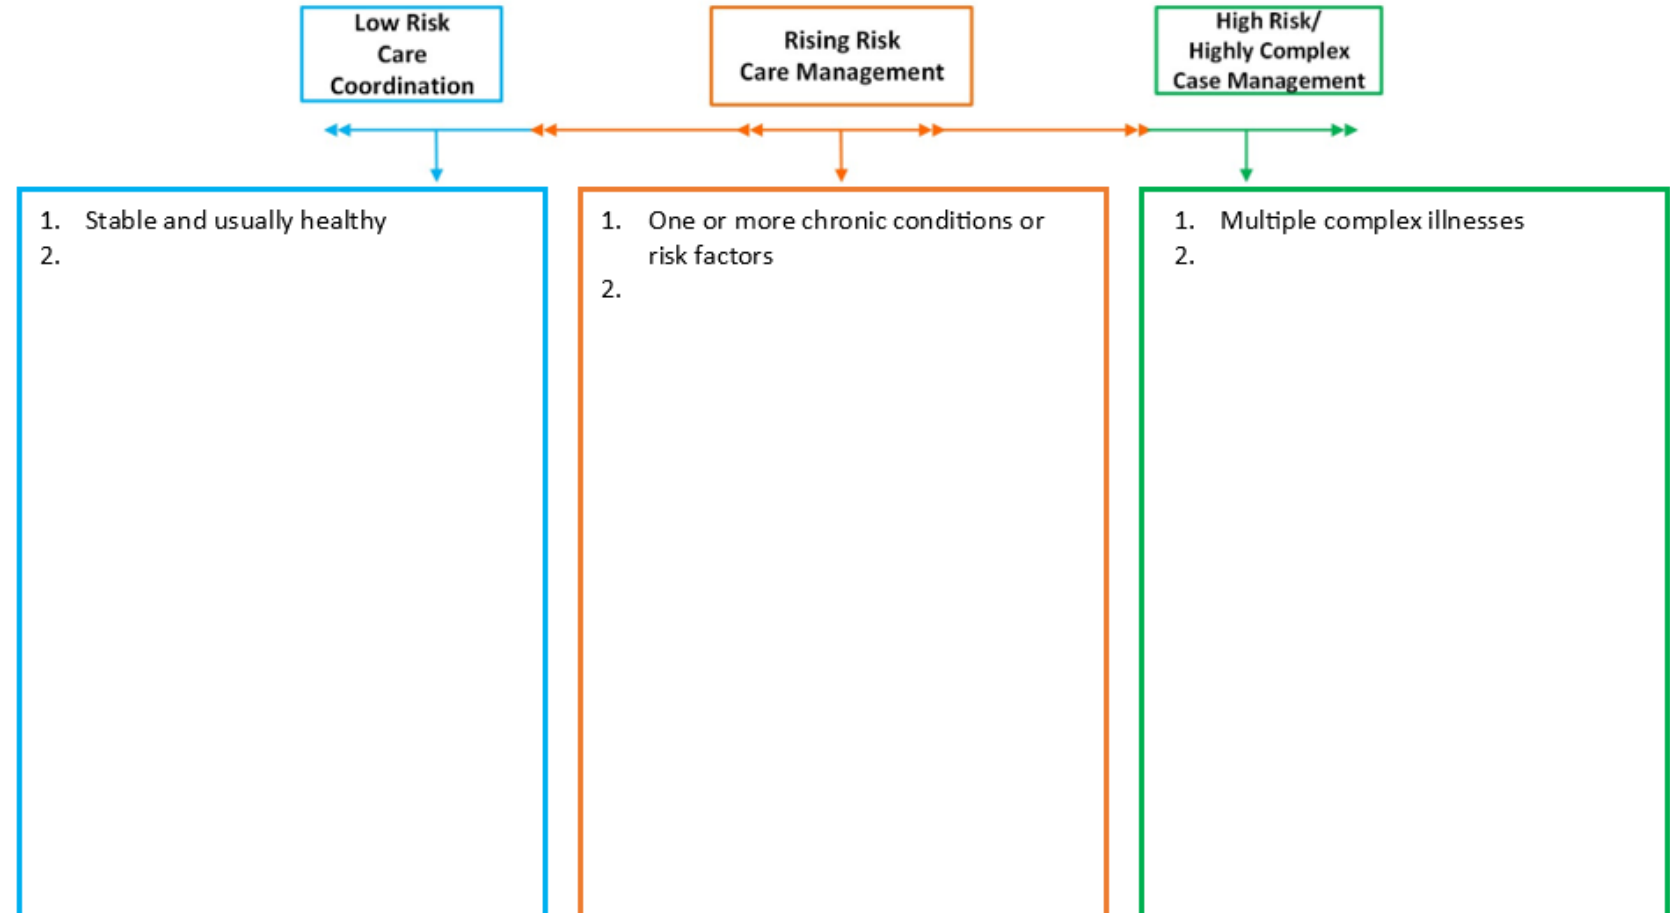 Low Risk
Care
Coordination
Rising Risk
Care Management
High Risk/
Highly Complex
Case Management
1. Stable and usually healthy
2.
1. One or more chronic conditions or
risk factors
2.
1. Multiple complex illnesses
2.